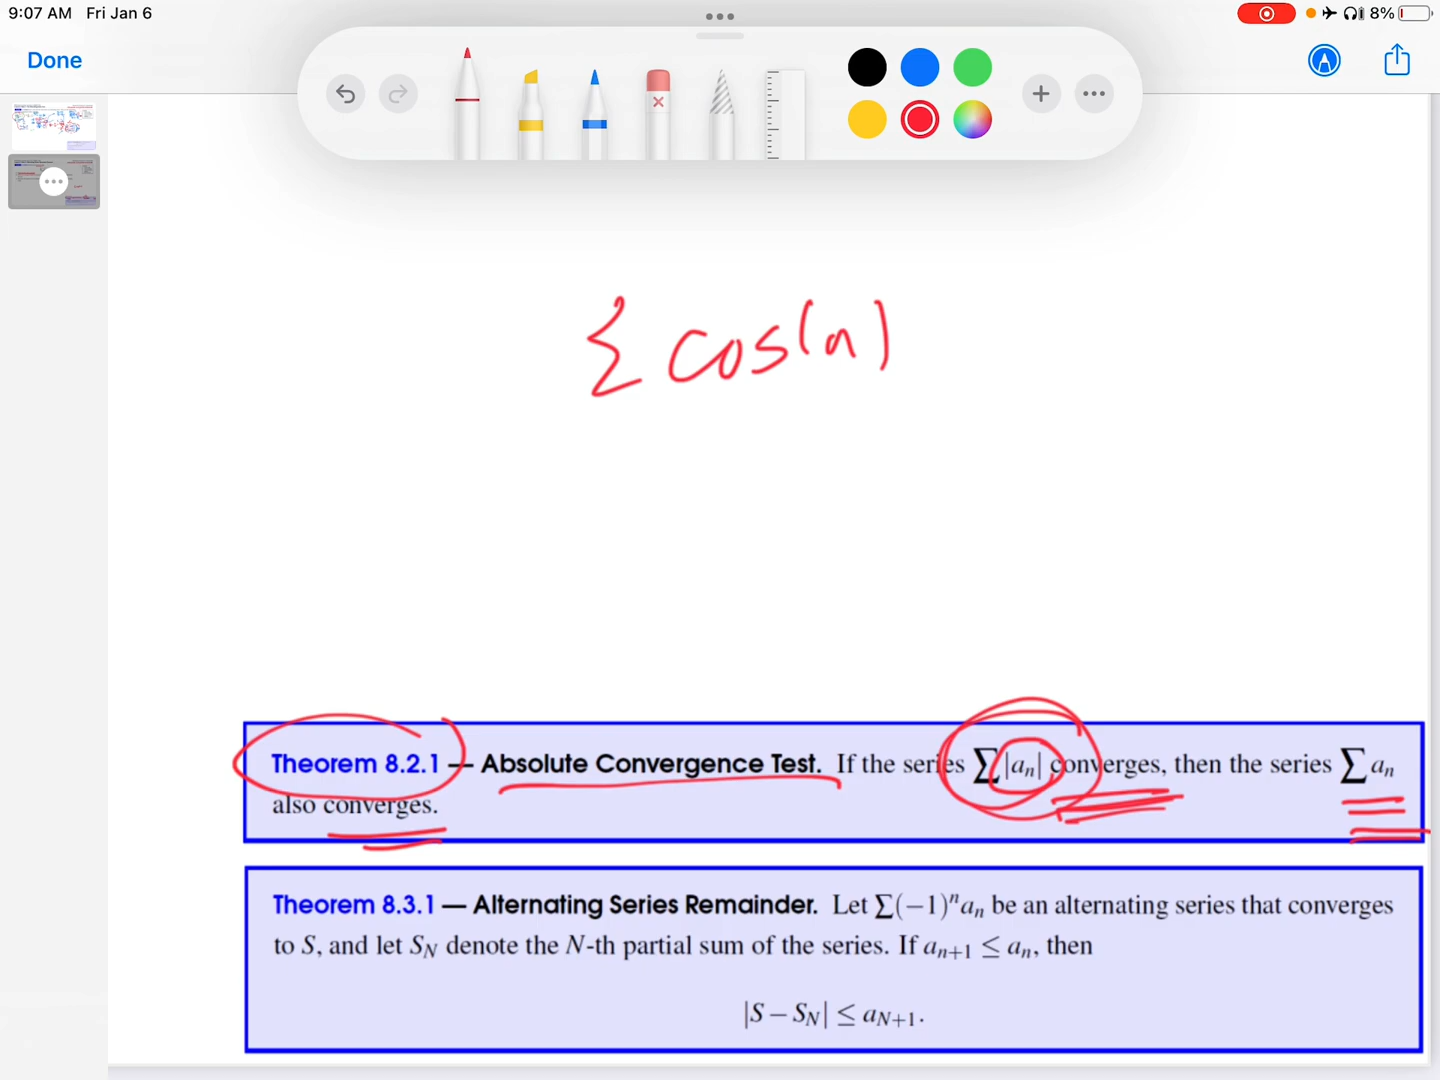 9:07 AM Fri Jan 6
8%
Done
Σ cos(n)
Theorem 8.2.1 — Absolute Convergence Test. If the series ∑|aₙ| converges, then the series ∑ aₙ
also converges.
Theorem 8.3.1 — Alternating Series Remainder. Let ∑(−1)ⁿaₙ be an alternating series that converges
to S, and let S_N denote the N-th partial sum of the series. If aₙ₊₁ ≤ aₙ, then
|S − S_N| ≤ a_{N+1}.